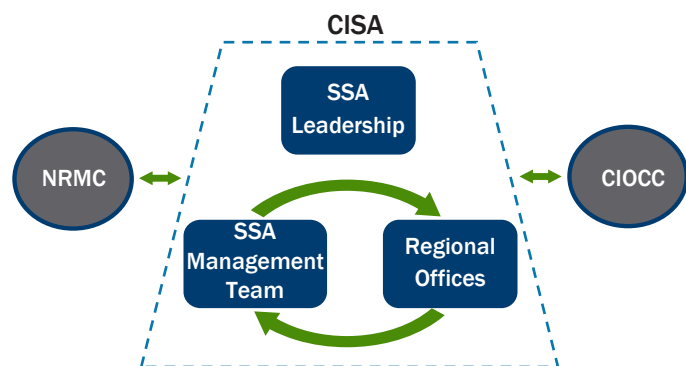 CISA
SSA
Leadership
NRMC
CIOCC
SSA
Management
Team
Regional
Offices